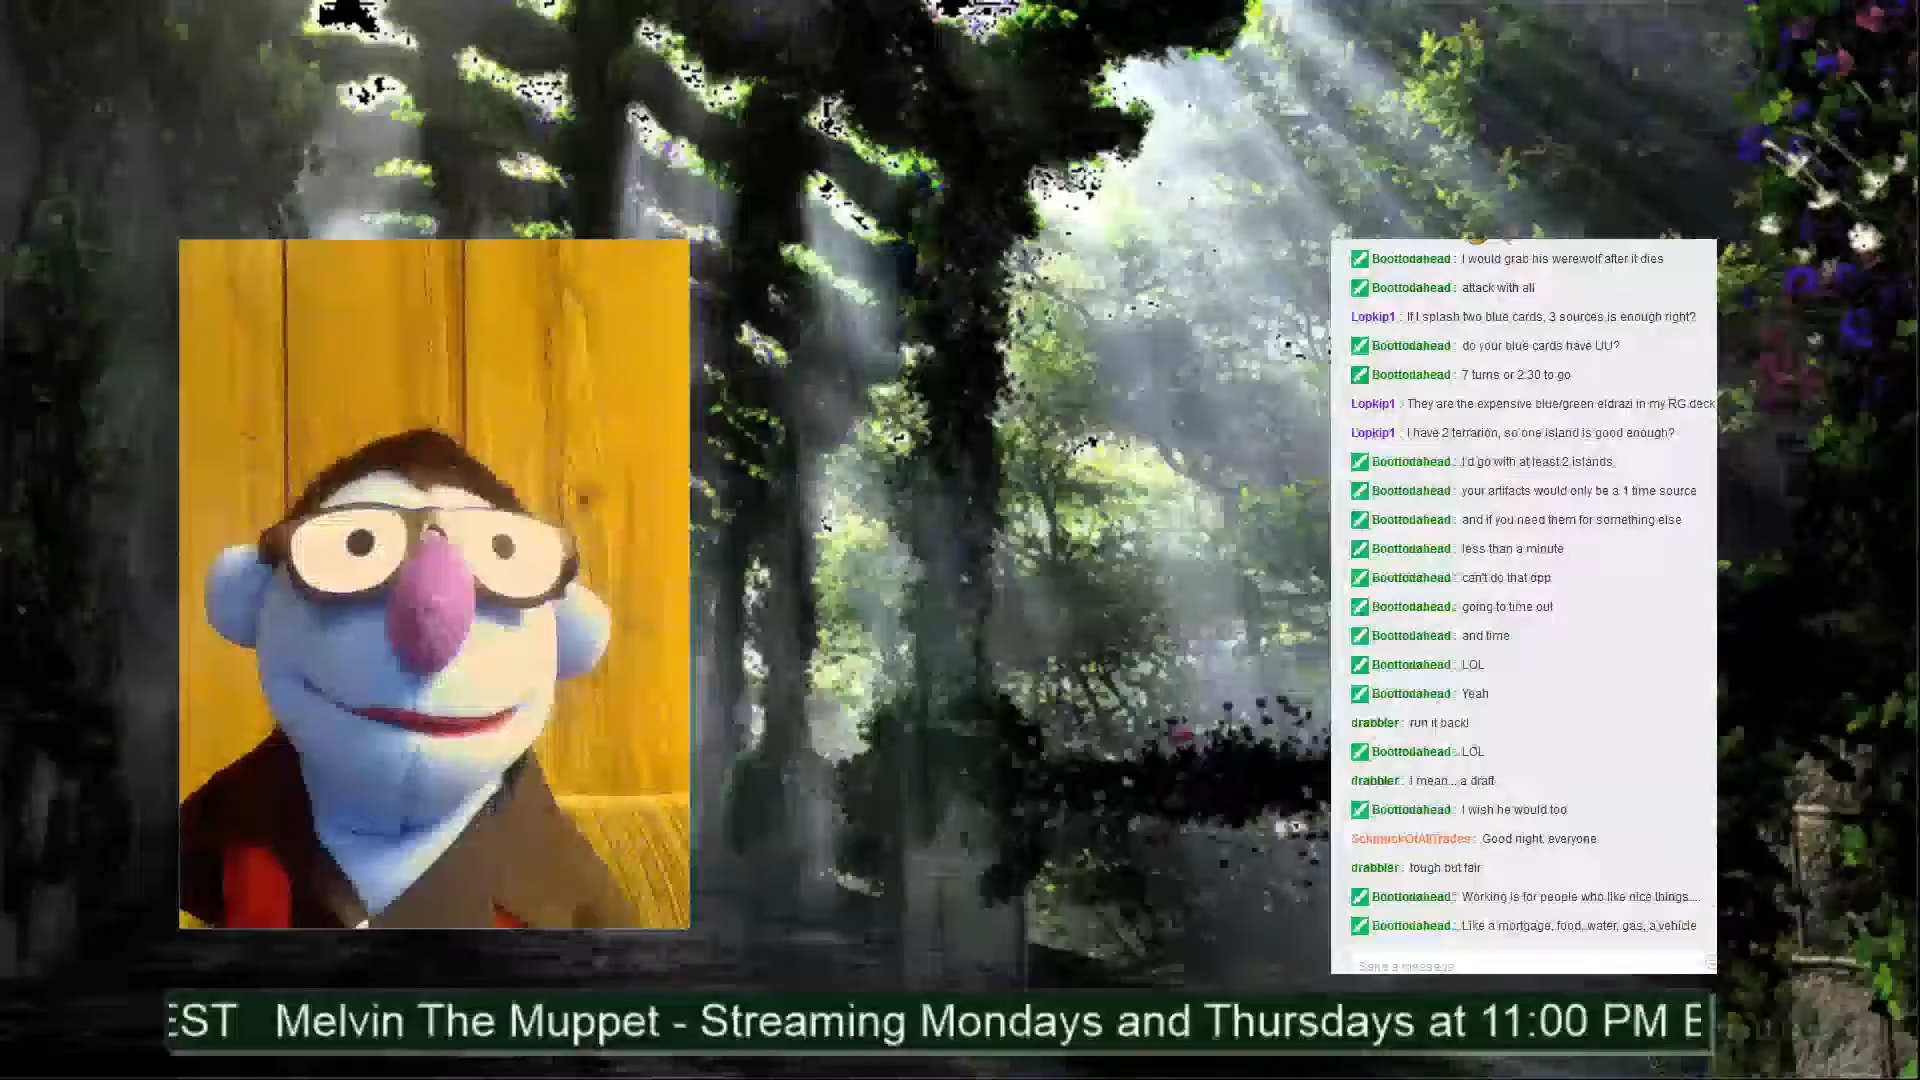 Boottodahead : I would grab his werewolf after it dies
Boottodahead : attack with all
Lopkip1 : If I splash two blue cards, 3 sources is enough right?
Boottodahead : do your blue cards have UU?
Boottodahead : 7 turns or 2:30 to go
Lopkip1 : They are the expensive blue/green eldrazi in my RG deck
Lopkip1 : I have 2 terrarion, so one island is good enough?
Boottodahead : I'd go with at least 2 islands
Boottodahead : your artifacts would only be a 1 time source
Boottodahead : and if you need them for something else
Boottodahead : less than a minute
Boottodahead : can't do that opp
Boottodahead : going to time out
Boottodahead : and time
Boottodahead : LOL
Boottodahead : Yeah
drabbler : run it back!
Boottodahead : LOL
drabbler : I mean... a draft
Boottodahead : I wish he would too
SchmuckOfAllTrades : Good night, everyone
drabbler : tough but fair
Boottodahead : Working is for people who like nice things....
Boottodahead : Like a mortgage, food, water, gas, a vehicle
Send a message
EST Melvin The Muppet - Streaming Mondays and Thursdays at 11:00 PM E